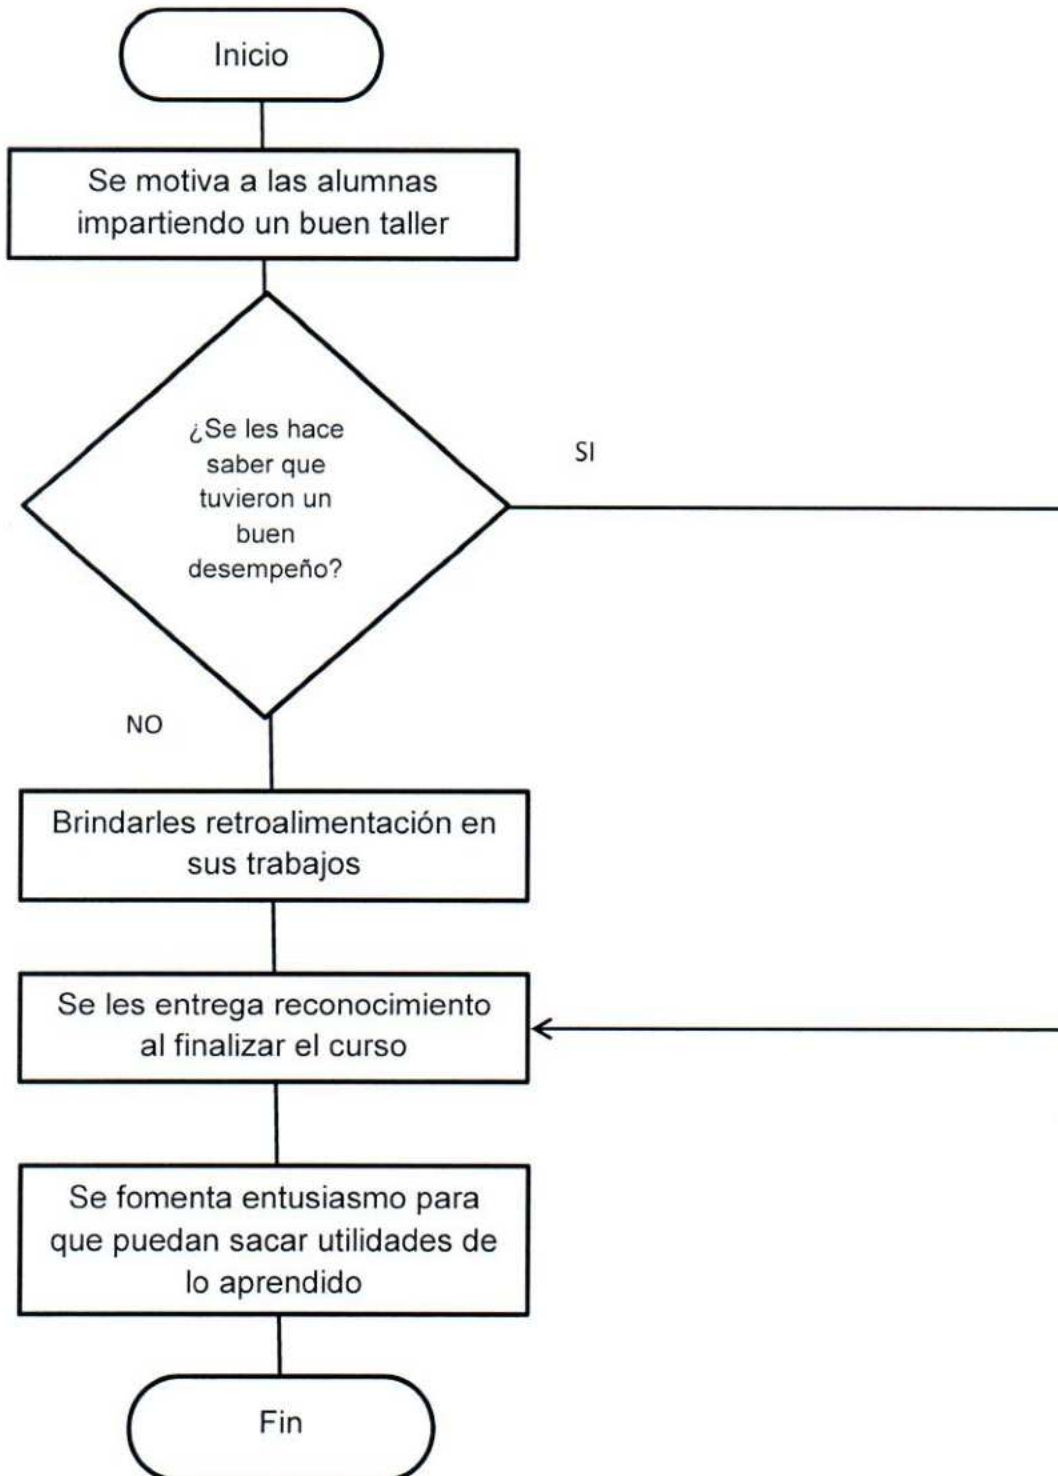 Inicio
Se motiva a las alumnas
impartiendo un buen taller
¿Se les hace
saber que
tuvieron un
buen
desempeño?
SI
NO
Brindarles retroalimentación en
sus trabajos
Se les entrega reconocimiento
al finalizar el curso
Se fomenta entusiasmo para
que puedan sacar utilidades de
lo aprendido
Fin